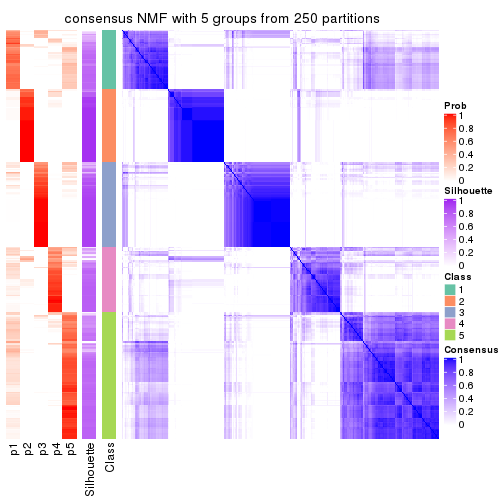 consensus NMF with 5 groups from 250 partitions
Prob
1
0.8
0.6
0.4
0.2
0
Silhouette
1
0.8
0.6
0.4
0.2
0
Class
1
2
3
4
5
Consensus
1
0.8
0.6
0.4
0.2
0
p1
p2
p3
p4
p5
Silhouette
Class